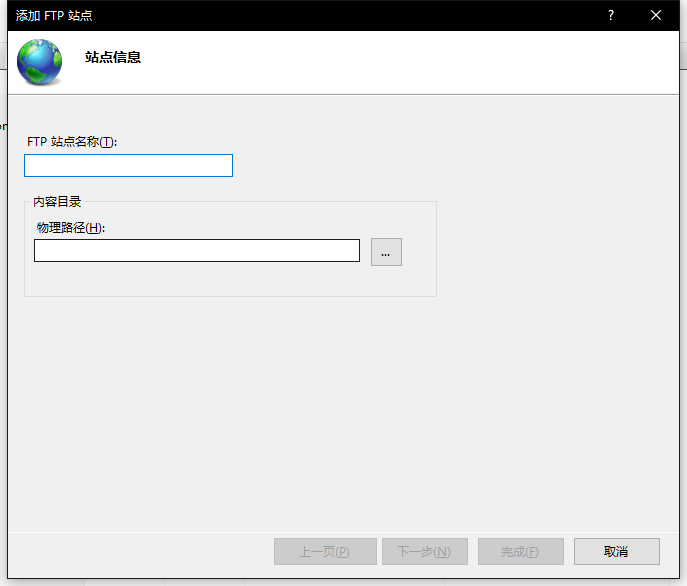 添加 FTP 站点
?
站点信息
FTP 站点名称(T):
内容目录
物理路径(H):
...
上一页(P) 下一步(N) 完成(F) 取消